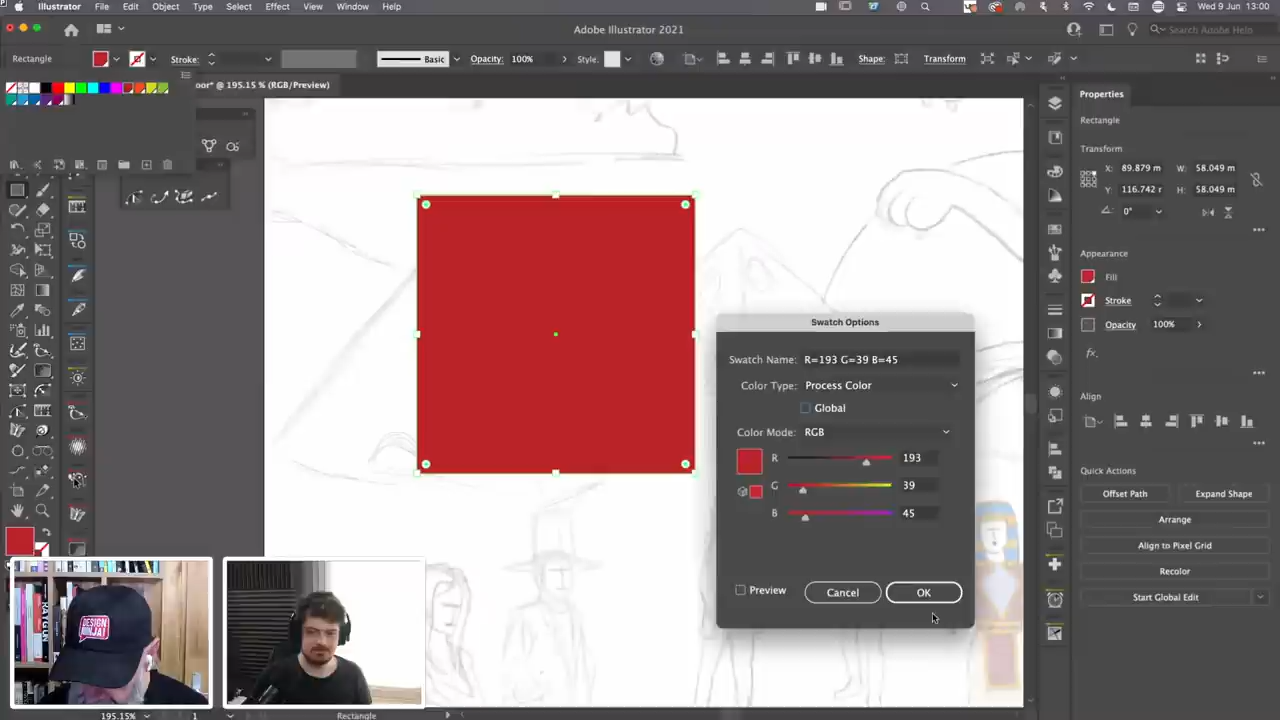 Illustrator File Edit Object Type Select Effect View Window Help
Wed 9 Jun 13:00
Adobe Illustrator 2021
Search Adobe Help
Rectangle
Stroke:
Basic
Opacity: 100%
Style:
Shape:
Transform
oor* @ 195.15 % (RGB/Preview)
Properties
Rectangle
Transform
X: 89.879 m W: 58.049 m
Y: 116.742 r H: 58.049 m
0°
Appearance
Fill
Stroke
Opacity 100%
fx.
Align
Quick Actions
Offset Path Expand Shape
Arrange
Align to Pixel Grid
Recolor
Start Global Edit
Swatch Options
Swatch Name: R=193 G=39 B=45
Color Type: Process Color
Global
Color Mode: RGB
R 193
G 39
B 45
Preview
Cancel
OK
DESIGN
NINJA!
195.15% 1 Rectangle